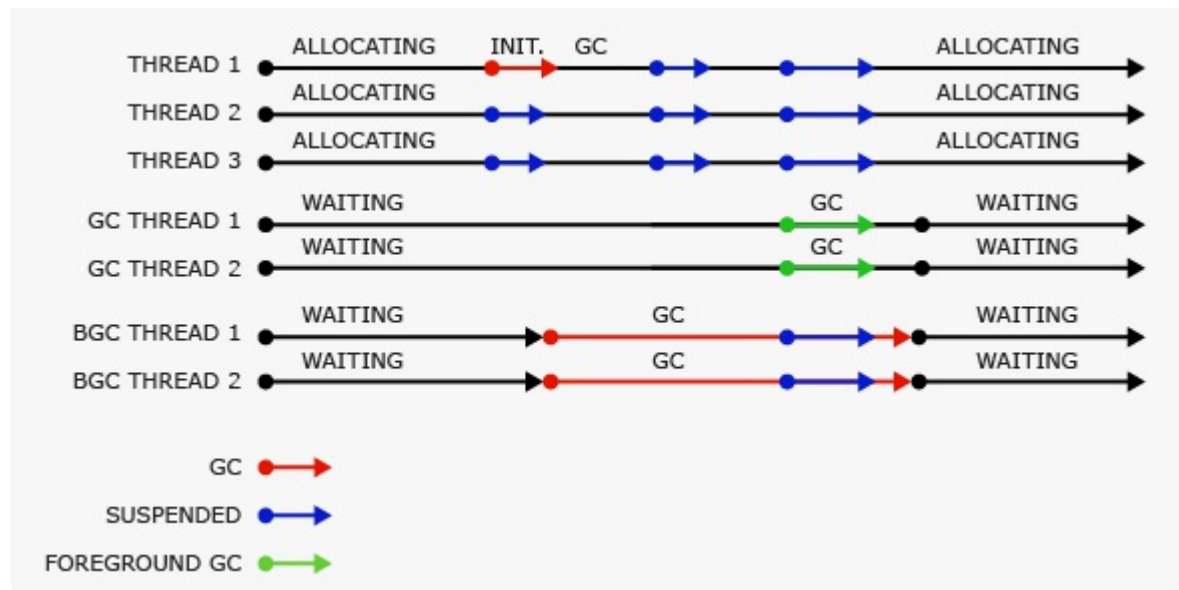 ALLOCATING INIT. GC ALLOCATING
THREAD 1
ALLOCATING ALLOCATING
THREAD 2
ALLOCATING ALLOCATING
THREAD 3
WAITING GC WAITING
GC THREAD 1
WAITING GC WAITING
GC THREAD 2
WAITING GC WAITING
BGC THREAD 1
WAITING GC WAITING
BGC THREAD 2
GC
SUSPENDED
FOREGROUND GC